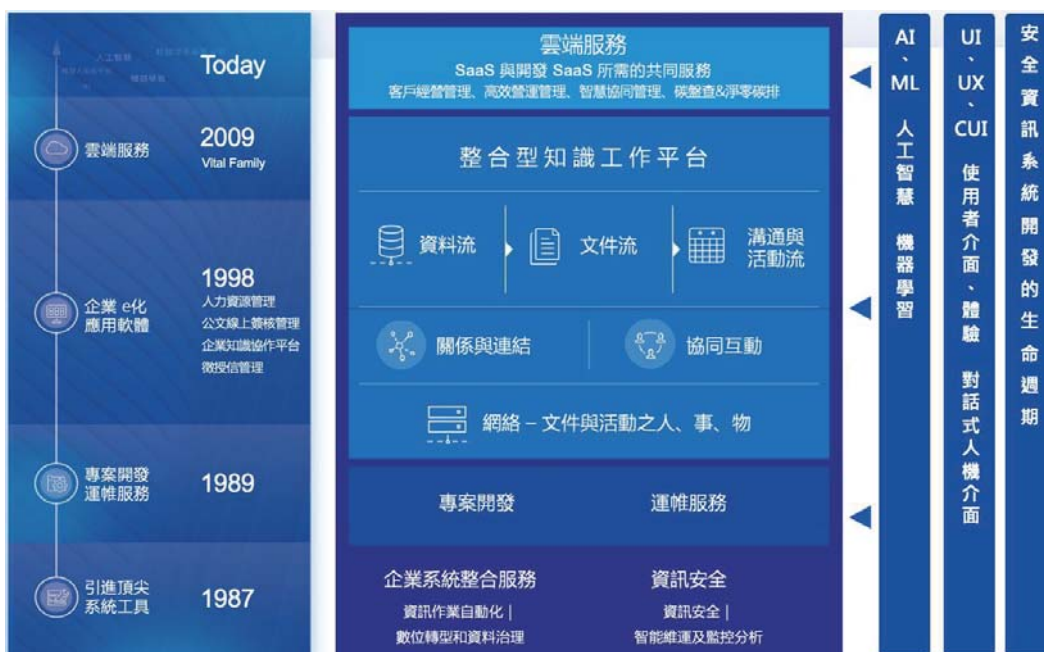 Today
人工智慧
2009
Vital Family
雲端服務
1998
人力資源管理
公文線上簽核管理
企業知識協作平台
徵授信管理
企業 e化
應用軟體
1989
專案開發
運帷服務
1987
引進頂尖
系統工具
雲端服務
SaaS 與開發 SaaS 所需的共同服務
客戶經營管理、高效營運管理、智慧協同管理、碳盤查&淨零碳排
整合型知識工作平台
資料流
文件流
溝通與
活動流
關係與連結
協同互動
網絡 – 文件與活動之人、事、物
專案開發
運帷服務
企業系統整合服務
資訊作業自動化 |
數位轉型和資料治理
資訊安全
資訊安全 |
智能維運及監控分析
AI、ML 人工智慧 機器學習
UI、UX、CUI 使用者介面、體驗 對話式人機介面
安全資訊系統開發的生命週期